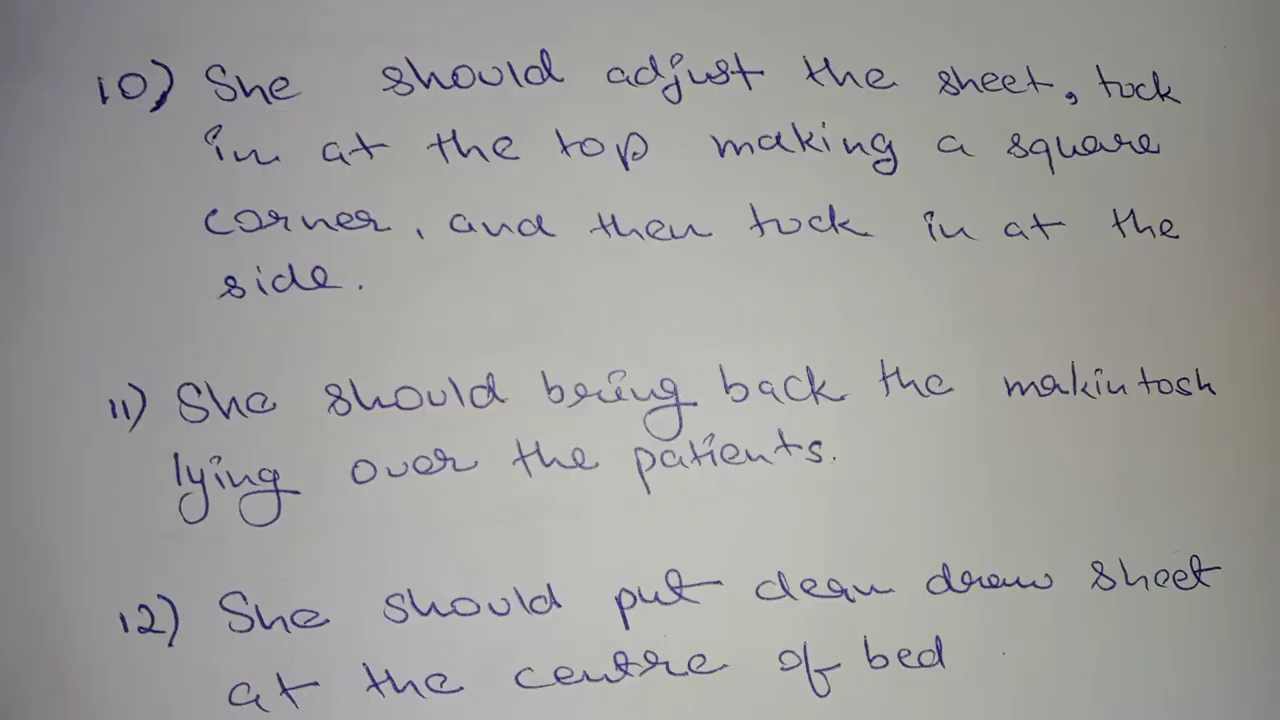 10) She should adjust the sheet, tuck
in at the top making a square
corner, and then tuck in at the
side.
11) She should bring back the makintosh
lying over the patients.
12) She should put clean draw sheet
at the centre of bed